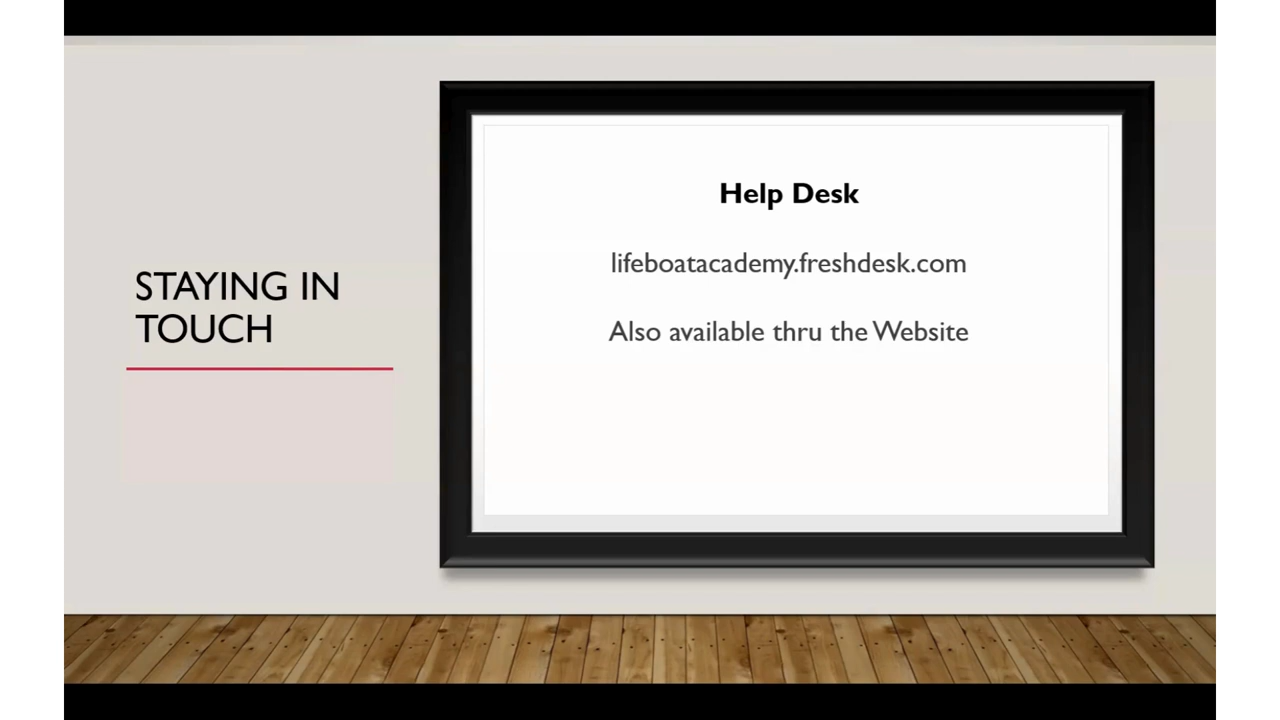 STAYING IN
TOUCH
Help Desk
lifeboatacademy.freshdesk.com
Also available thru the Website